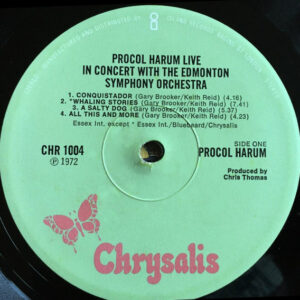 PROCOL HARUM LIVE
IN CONCERT WITH THE EDMONTON
SYMPHONY ORCHESTRA
1. CONQUISTADOR (Gary Brooker/Keith Reid) (4.16)
2. *WHALING STORIES (Gary Brooker/Keith Reid) (7.41)
3. A SALTY DOG (Gary Brooker/Keith Reid) (5.37)
4. ALL THIS AND MORE (Gary Brooker/Keith Reid) (4.23)
Essex Int. except * Essex Int./Bluebeard/Chrysalis
CHR 1004
℗ 1972
SIDE ONE
PROCOL HARUM
Produced by
Chris Thomas
Chrysalis